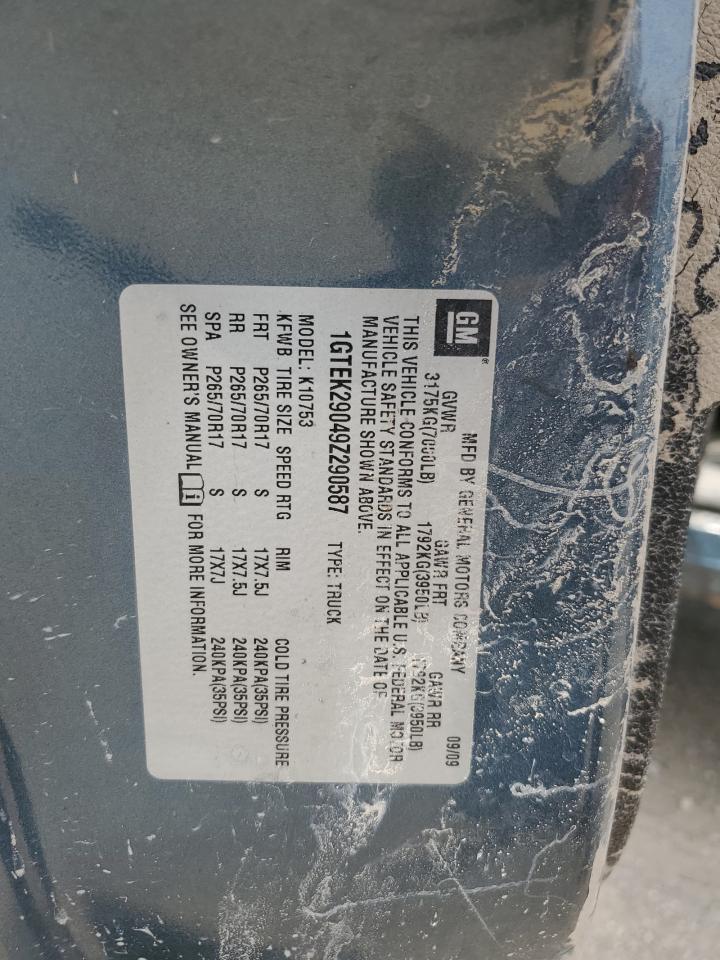 GM®
MFD BY GENERAL MOTORS COMPANY 09/09
GVWR GAWR FRT GAWR RR
3175KG(7000LB) 1792KG(3950LB) 1792KG(3950LB)
THIS VEHICLE CONFORMS TO ALL APPLICABLE U.S. FEDERAL MOTOR
VEHICLE SAFETY STANDARDS IN EFFECT ON THE DATE OF
MANUFACTURE SHOWN ABOVE.
1GTEK29049Z290587 TYPE: TRUCK
MODEL: K10753
KFWB TIRE SIZE SPEED RTG RIM COLD TIRE PRESSURE
FRT P265/70R17 S 17X7.5J 240KPA(35PSI)
RR P265/70R17 S 17X7.5J 240KPA(35PSI)
SPA P265/70R17 S 17X7J 240KPA(35PSI)
SEE OWNER'S MANUAL FOR MORE INFORMATION.